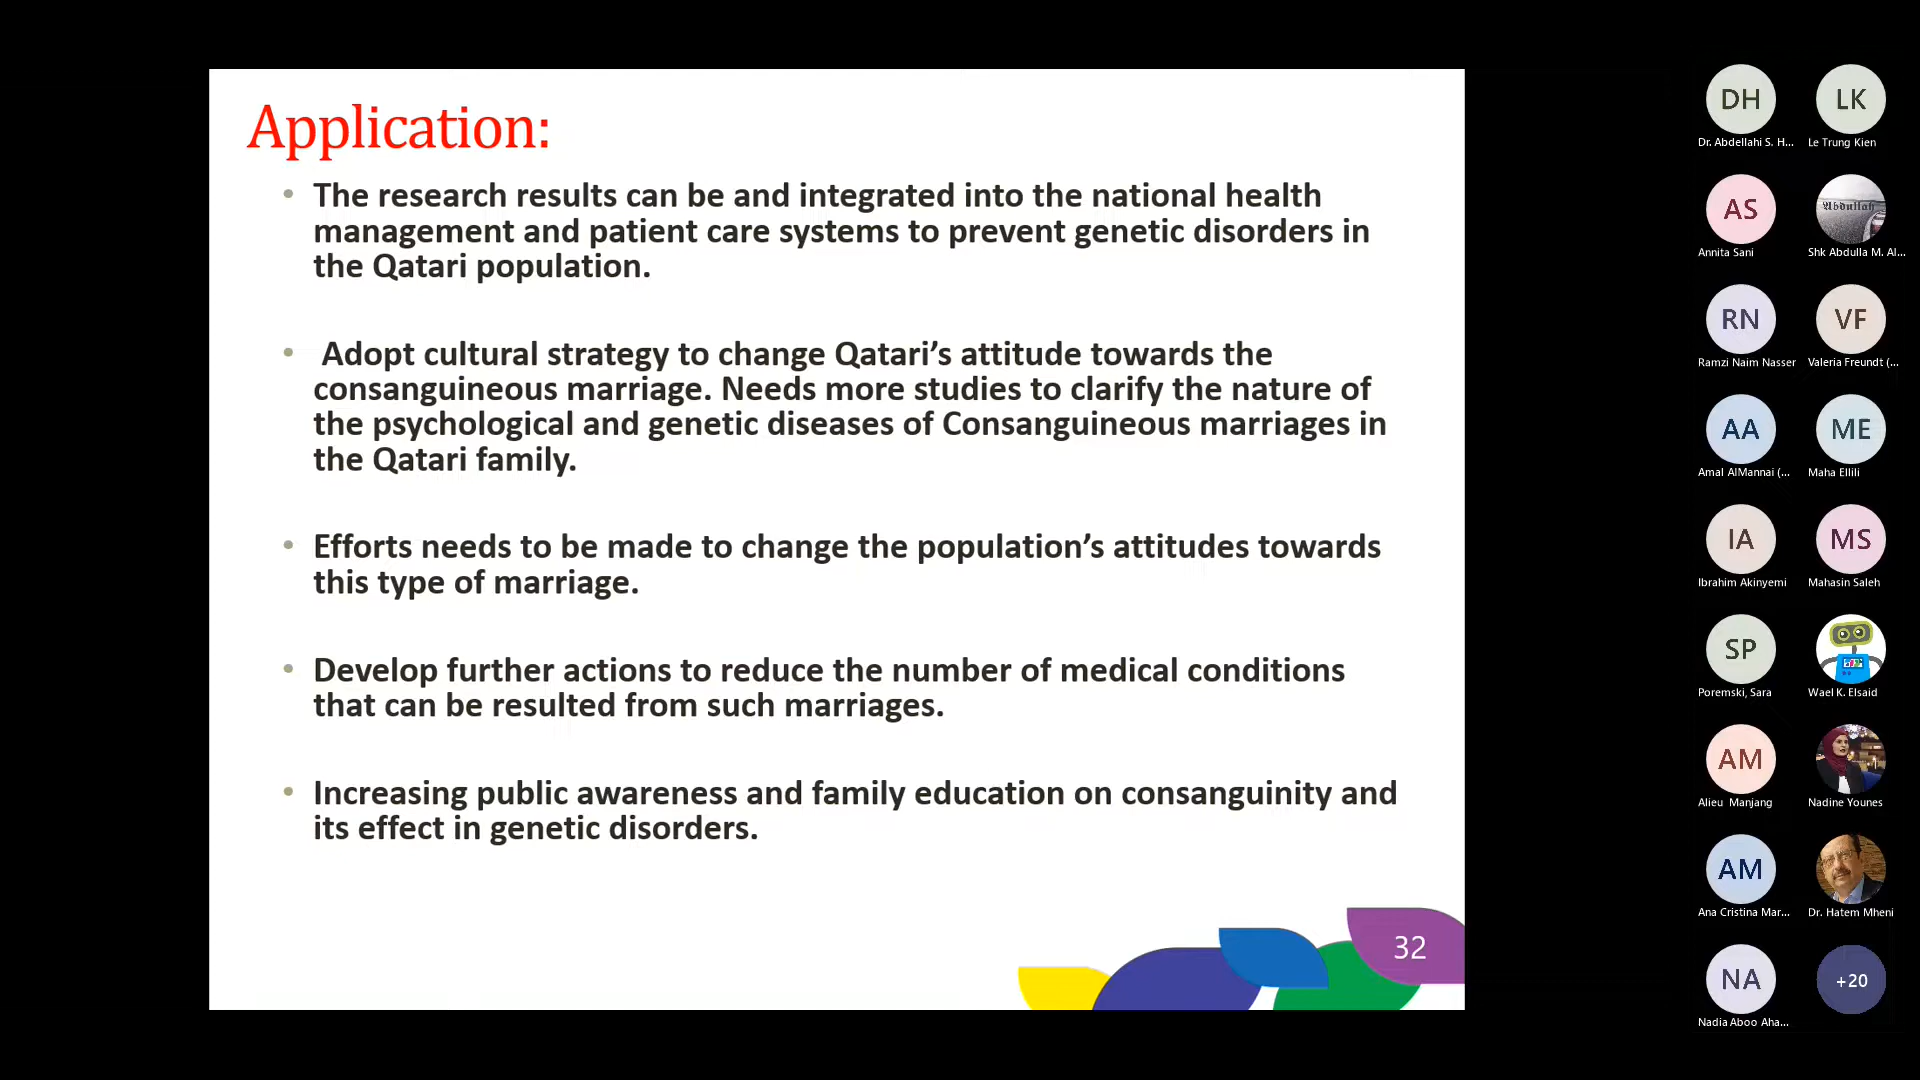 Application:
• The research results can be and integrated into the national health
management and patient care systems to prevent genetic disorders in
the Qatari population.
• Adopt cultural strategy to change Qatari’s attitude towards the
consanguineous marriage. Needs more studies to clarify the nature of
the psychological and genetic diseases of Consanguineous marriages in
the Qatari family.
• Efforts needs to be made to change the population’s attitudes towards
this type of marriage.
• Develop further actions to reduce the number of medical conditions
that can be resulted from such marriages.
• Increasing public awareness and family education on consanguinity and
its effect in genetic disorders.
32
DH
Dr. Abdellahi S. H...
LK
Le Trung Kien
AS
Annita Sani
Abdullah
Shk Abdulla M. Al...
RN
Ramzi Naim Nasser
VF
Valeria Freundt (...
AA
Amal AlMannai (...
ME
Maha Ellili
IA
Ibrahim Akinyemi
MS
Mahasin Saleh
SP
Poremski, Sara
Wael K. Elsaid
AM
Alieu Manjang
Nadine Younes
AM
Ana Cristina Mar...
Dr. Hatem Mheni
NA
Nadia Aboo Aha...
+20